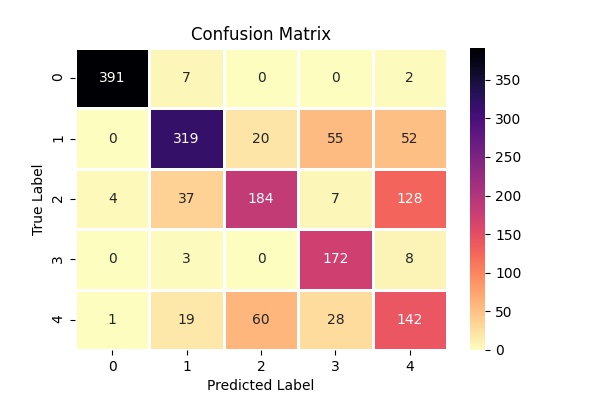 Confusion Matrix
True Label
0 391 7 0 0 2
1 0 319 20 55 52
2 4 37 184 7 128
3 0 3 0 172 8
4 1 19 60 28 142
0 1 2 3 4
Predicted Label
350
300
250
200
150
100
50
0